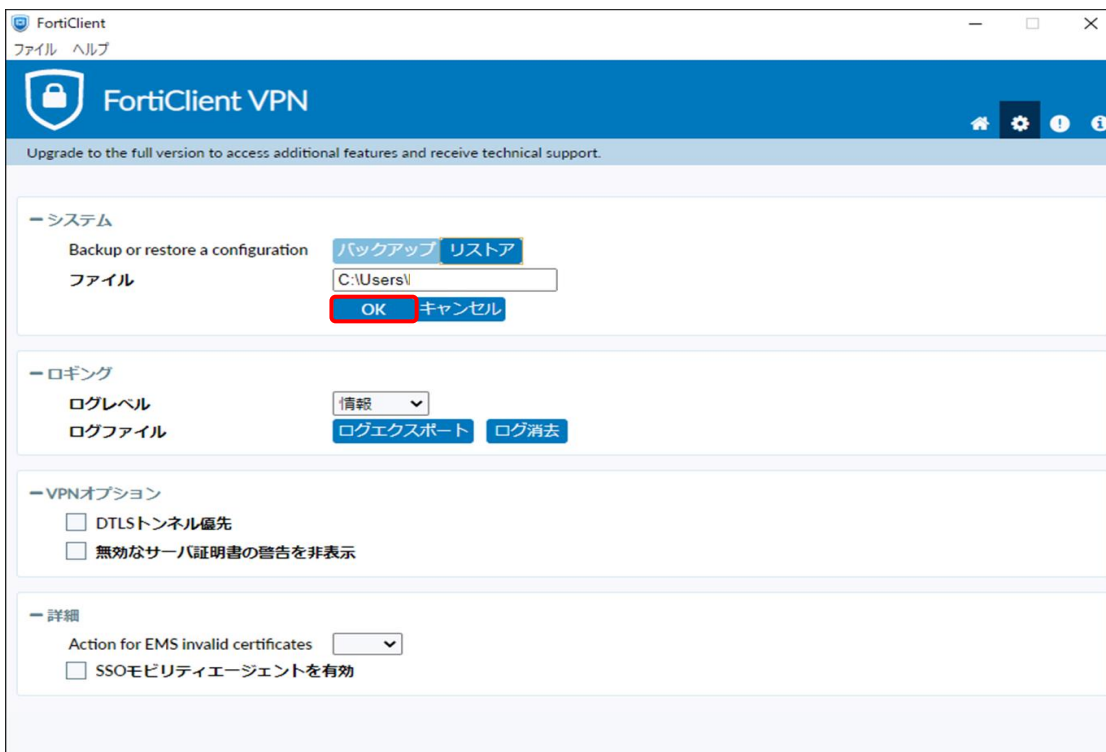 FortiClient
ファイル ヘルプ
FortiClient VPN
Upgrade to the full version to access additional features and receive technical support.
システム
Backup or restore a configuration バックアップ リストア
ファイル C:\Users\
OK キャンセル
ロギング
ログレベル 情報
ログファイル ログエクスポート ログ消去
VPNオプション
DTLSトンネル優先
無効なサーバ証明書の警告を非表示
詳細
Action for EMS invalid certificates
SSOモビリティエージェントを有効